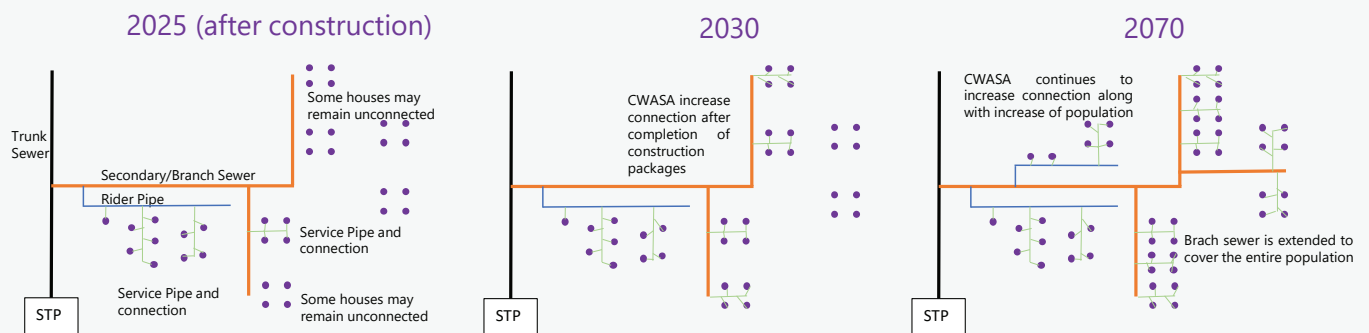 2025 (after construction)
2030
2070
Some houses may
remain unconnected
Trunk
Sewer
Secondary/Branch Sewer
Rider Pipe
Service Pipe and
connection
Service Pipe and
connection
Some houses may
remain unconnected
STP
CWASA increase
connection after
completion of
construction
packages
STP
CWASA continues to
increase connection along
with increase of population
Brach sewer is extended to
cover the entire population
STP